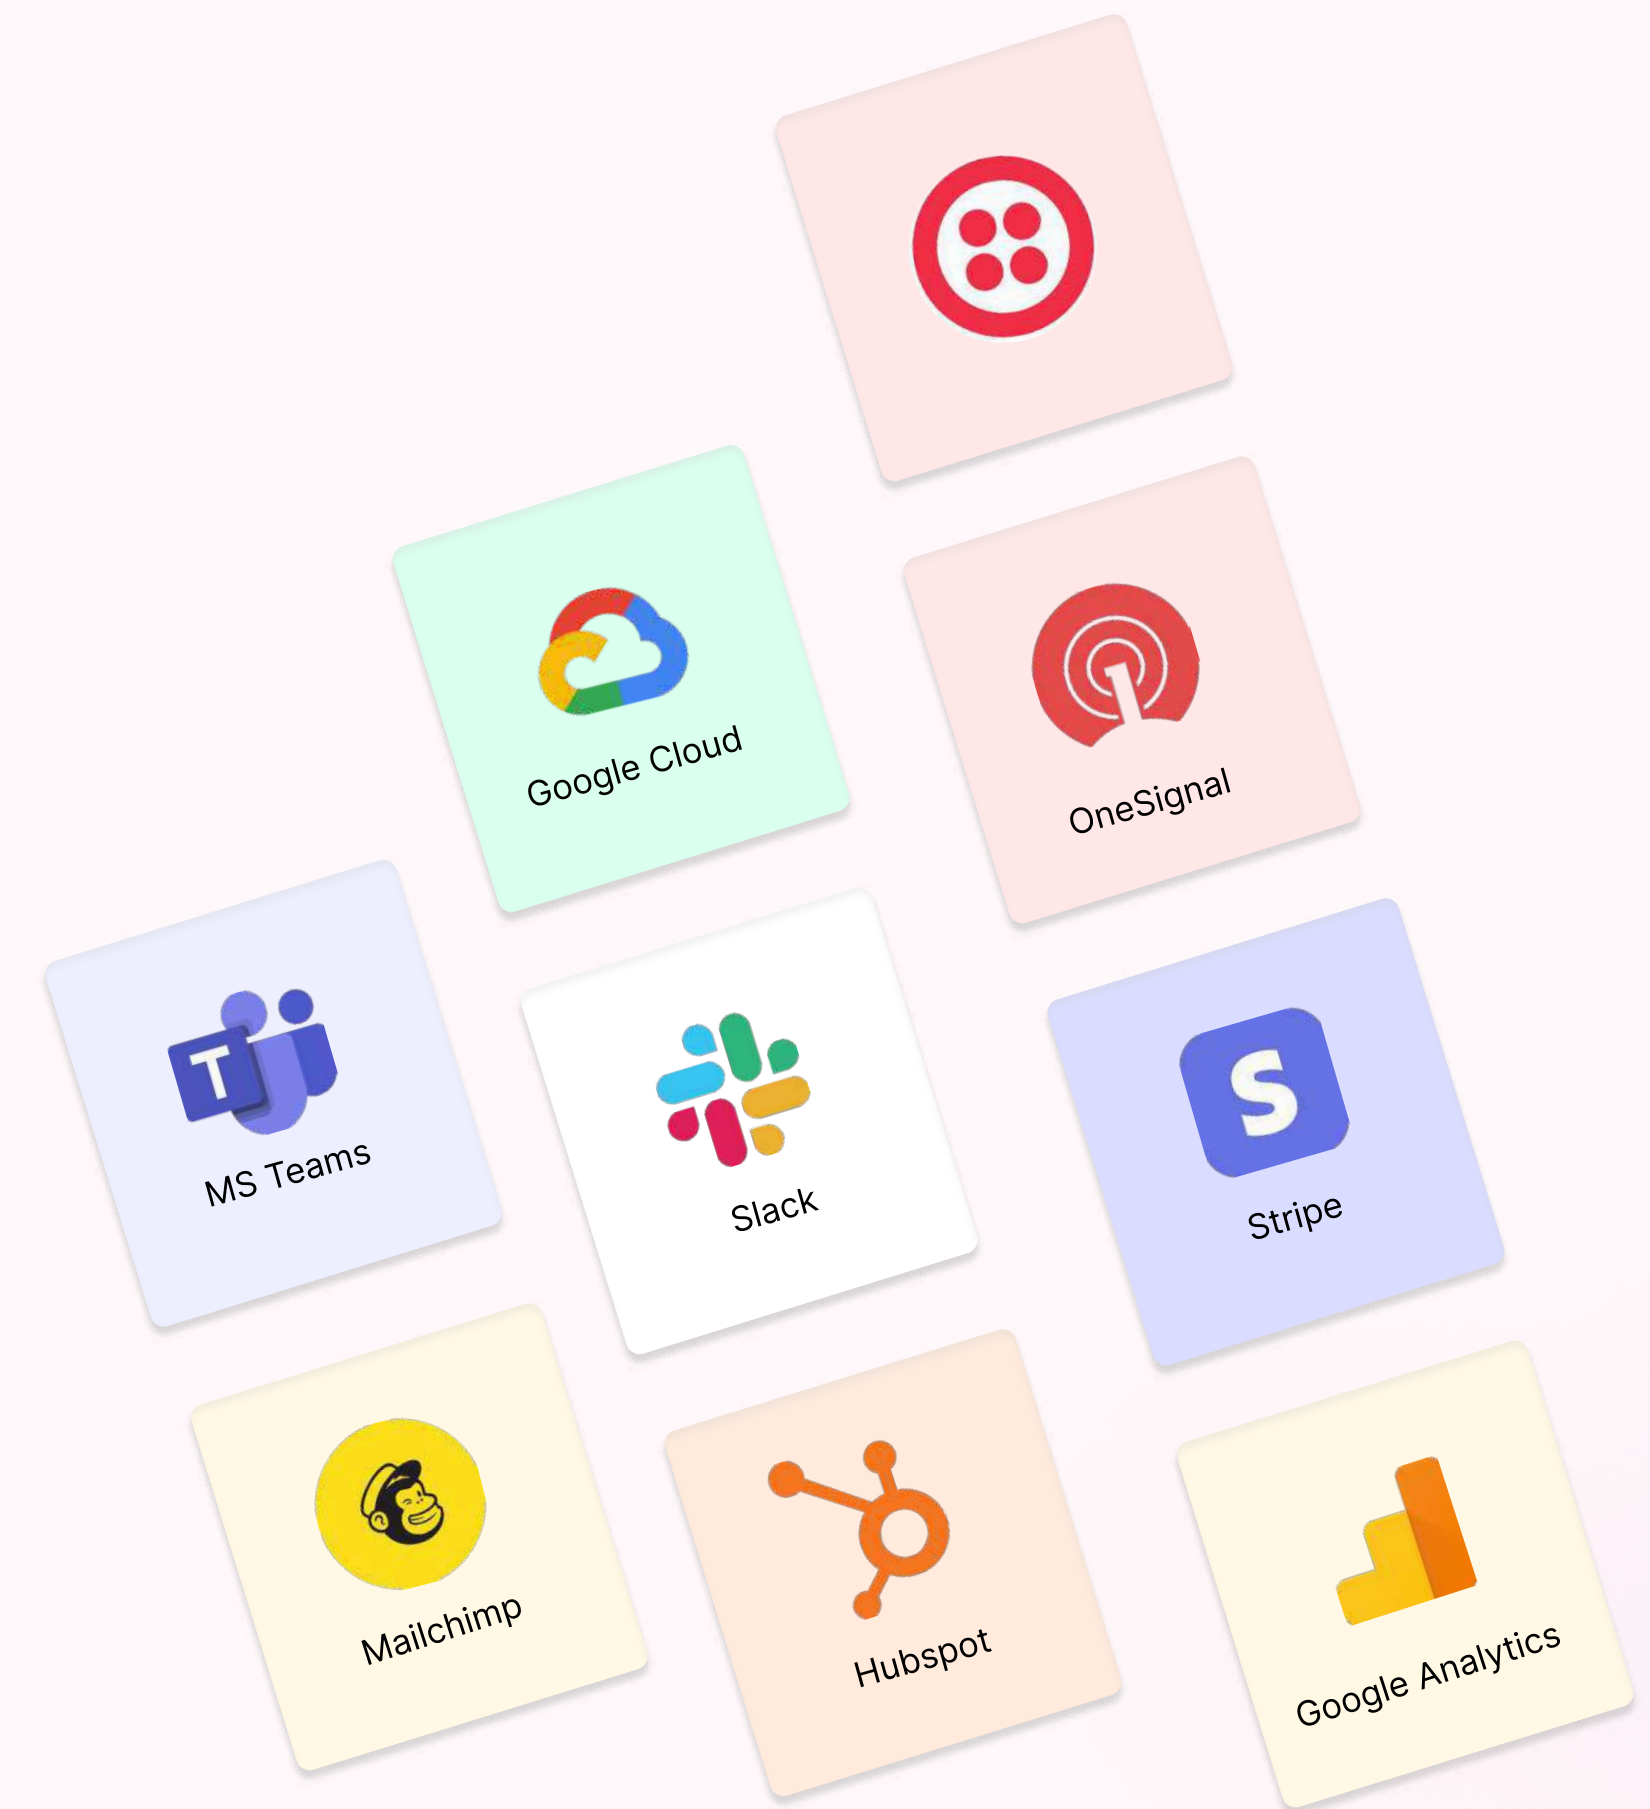 Google Cloud
OneSignal
T
MS Teams
Slack
S
Stripe
Mailchimp
Hubspot
Google Analytics